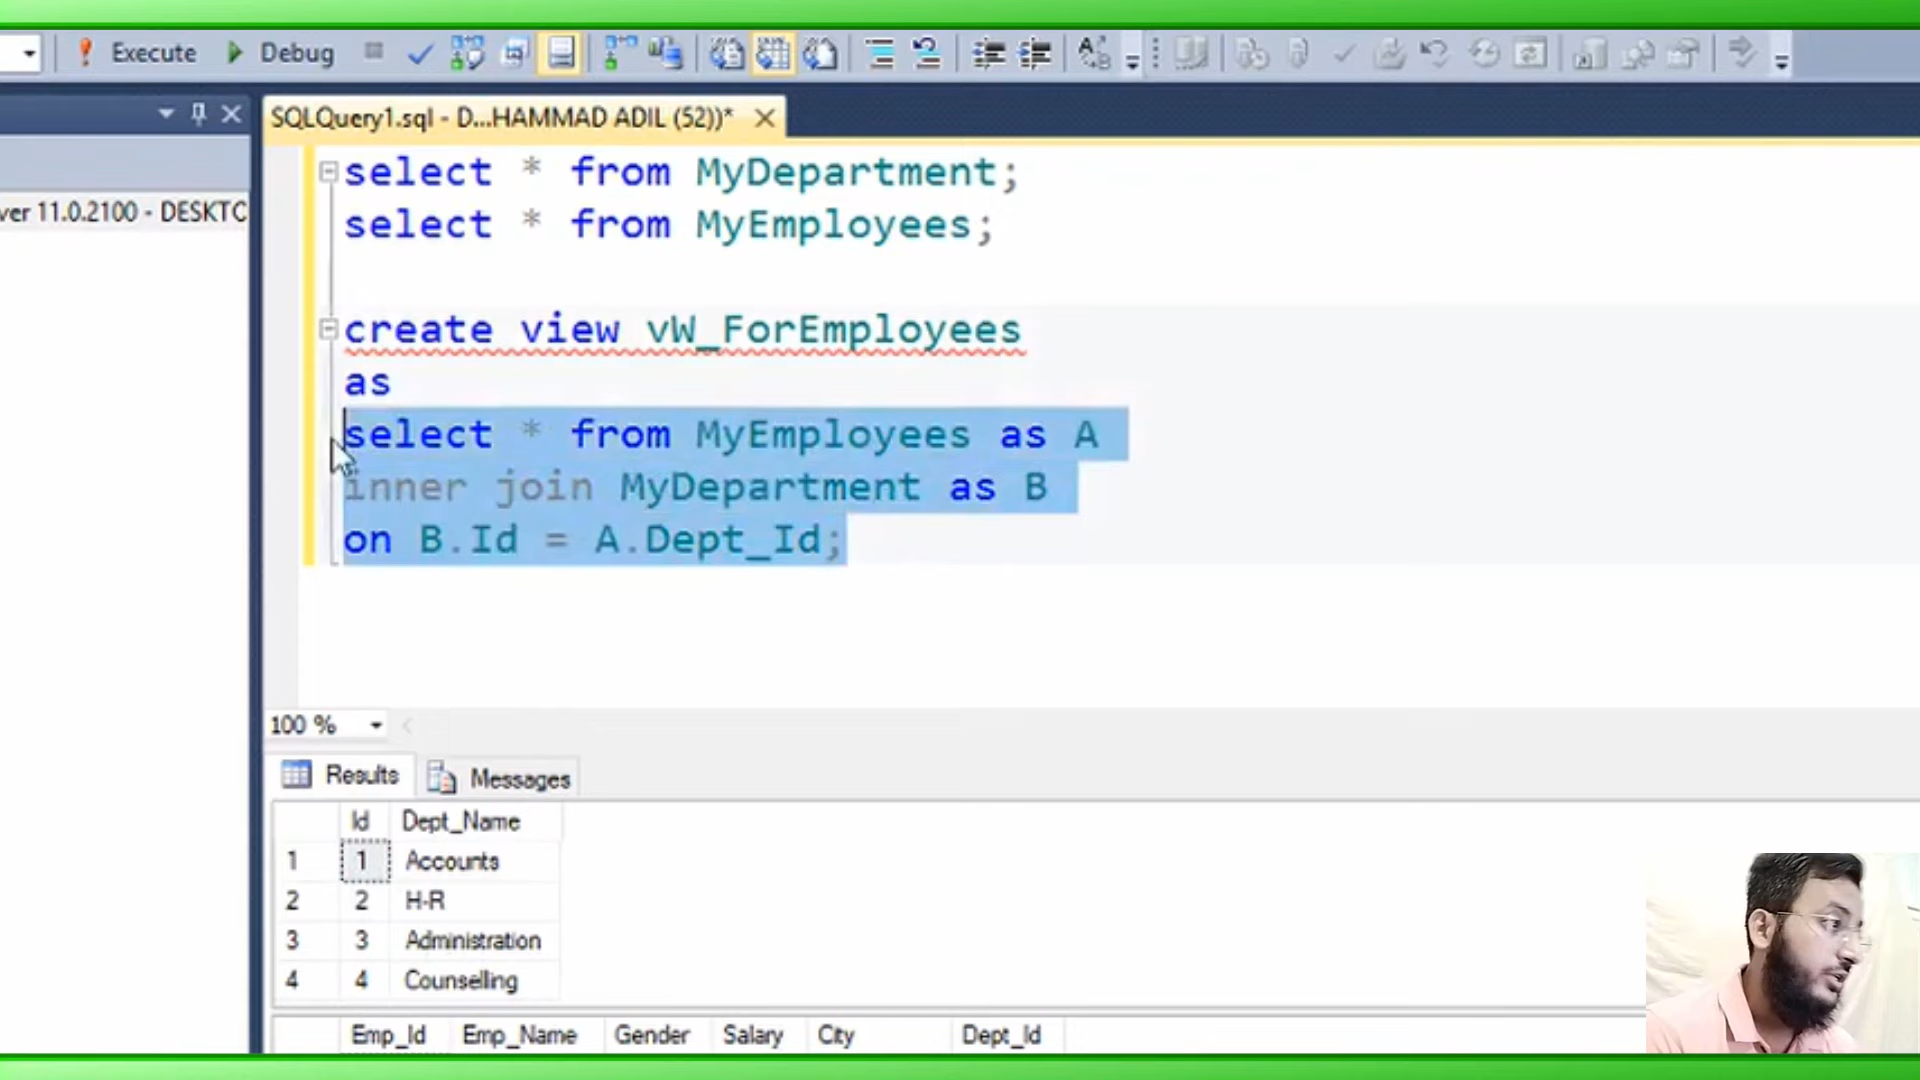 Execute Debug
SQLQuery1.sql - D...HAMMAD ADIL (52))*
ver 11.0.2100 - DESKTO
select * from MyDepartment;
select * from MyEmployees;
create view vW_ForEmployees
as
select * from MyEmployees as A
inner join MyDepartment as B
on B.Id = A.Dept_Id;
100 %
Results Messages
Id Dept_Name
1 1 Accounts
2 2 H-R
3 3 Administration
4 4 Counselling
Emp_Id Emp_Name Gender Salary City Dept_Id